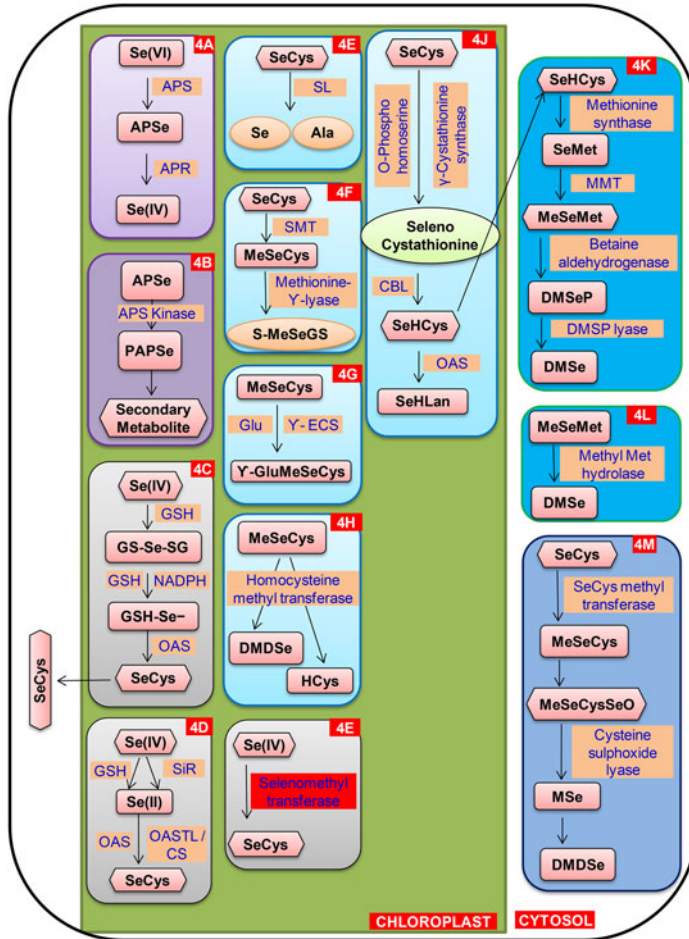 4A
Se(VI)
APS
APSe
APR
Se(IV)
4B
APSe
APS Kinase
PAPSe
Secondary
Metabolite
4C
Se(IV)
GSH
GS-Se-SG
GSH
NADPH
GSH-Se−
OAS
SeCys
SeCys
4D
Se(IV)
GSH
SiR
Se(II)
OAS
OASTL /
CS
SeCys
4E
SeCys
SL
Se
Ala
4F
SeCys
SMT
MeSeCys
Methionine-
ϒ-lyase
S-MeSeGS
4G
MeSeCys
Glu
ϒ- ECS
ϒ-GluMeSeCys
4H
MeSeCys
Homocysteine
methyl transferase
DMDSe
HCys
4E
Se(IV)
Selenomethyl
transferase
SeCys
4J
SeCys
O-Phospho
homoserine
γ-Cystathionine
synthase
Seleno
Cystathionine
CBL
SeHCys
OAS
SeHLan
CHLOROPLAST
4K
SeHCys
Methionine
synthase
SeMet
MMT
MeSeMet
Betaine
aldehydrogenase
DMSeP
DMSP lyase
DMSe
4L
MeSeMet
Methyl Met
hydrolase
DMSe
4M
SeCys
SeCys methyl
transferase
MeSeCys
MeSeCysSeO
Cysteine
sulphoxide
lyase
MSe
DMDSe
CYTOSOL